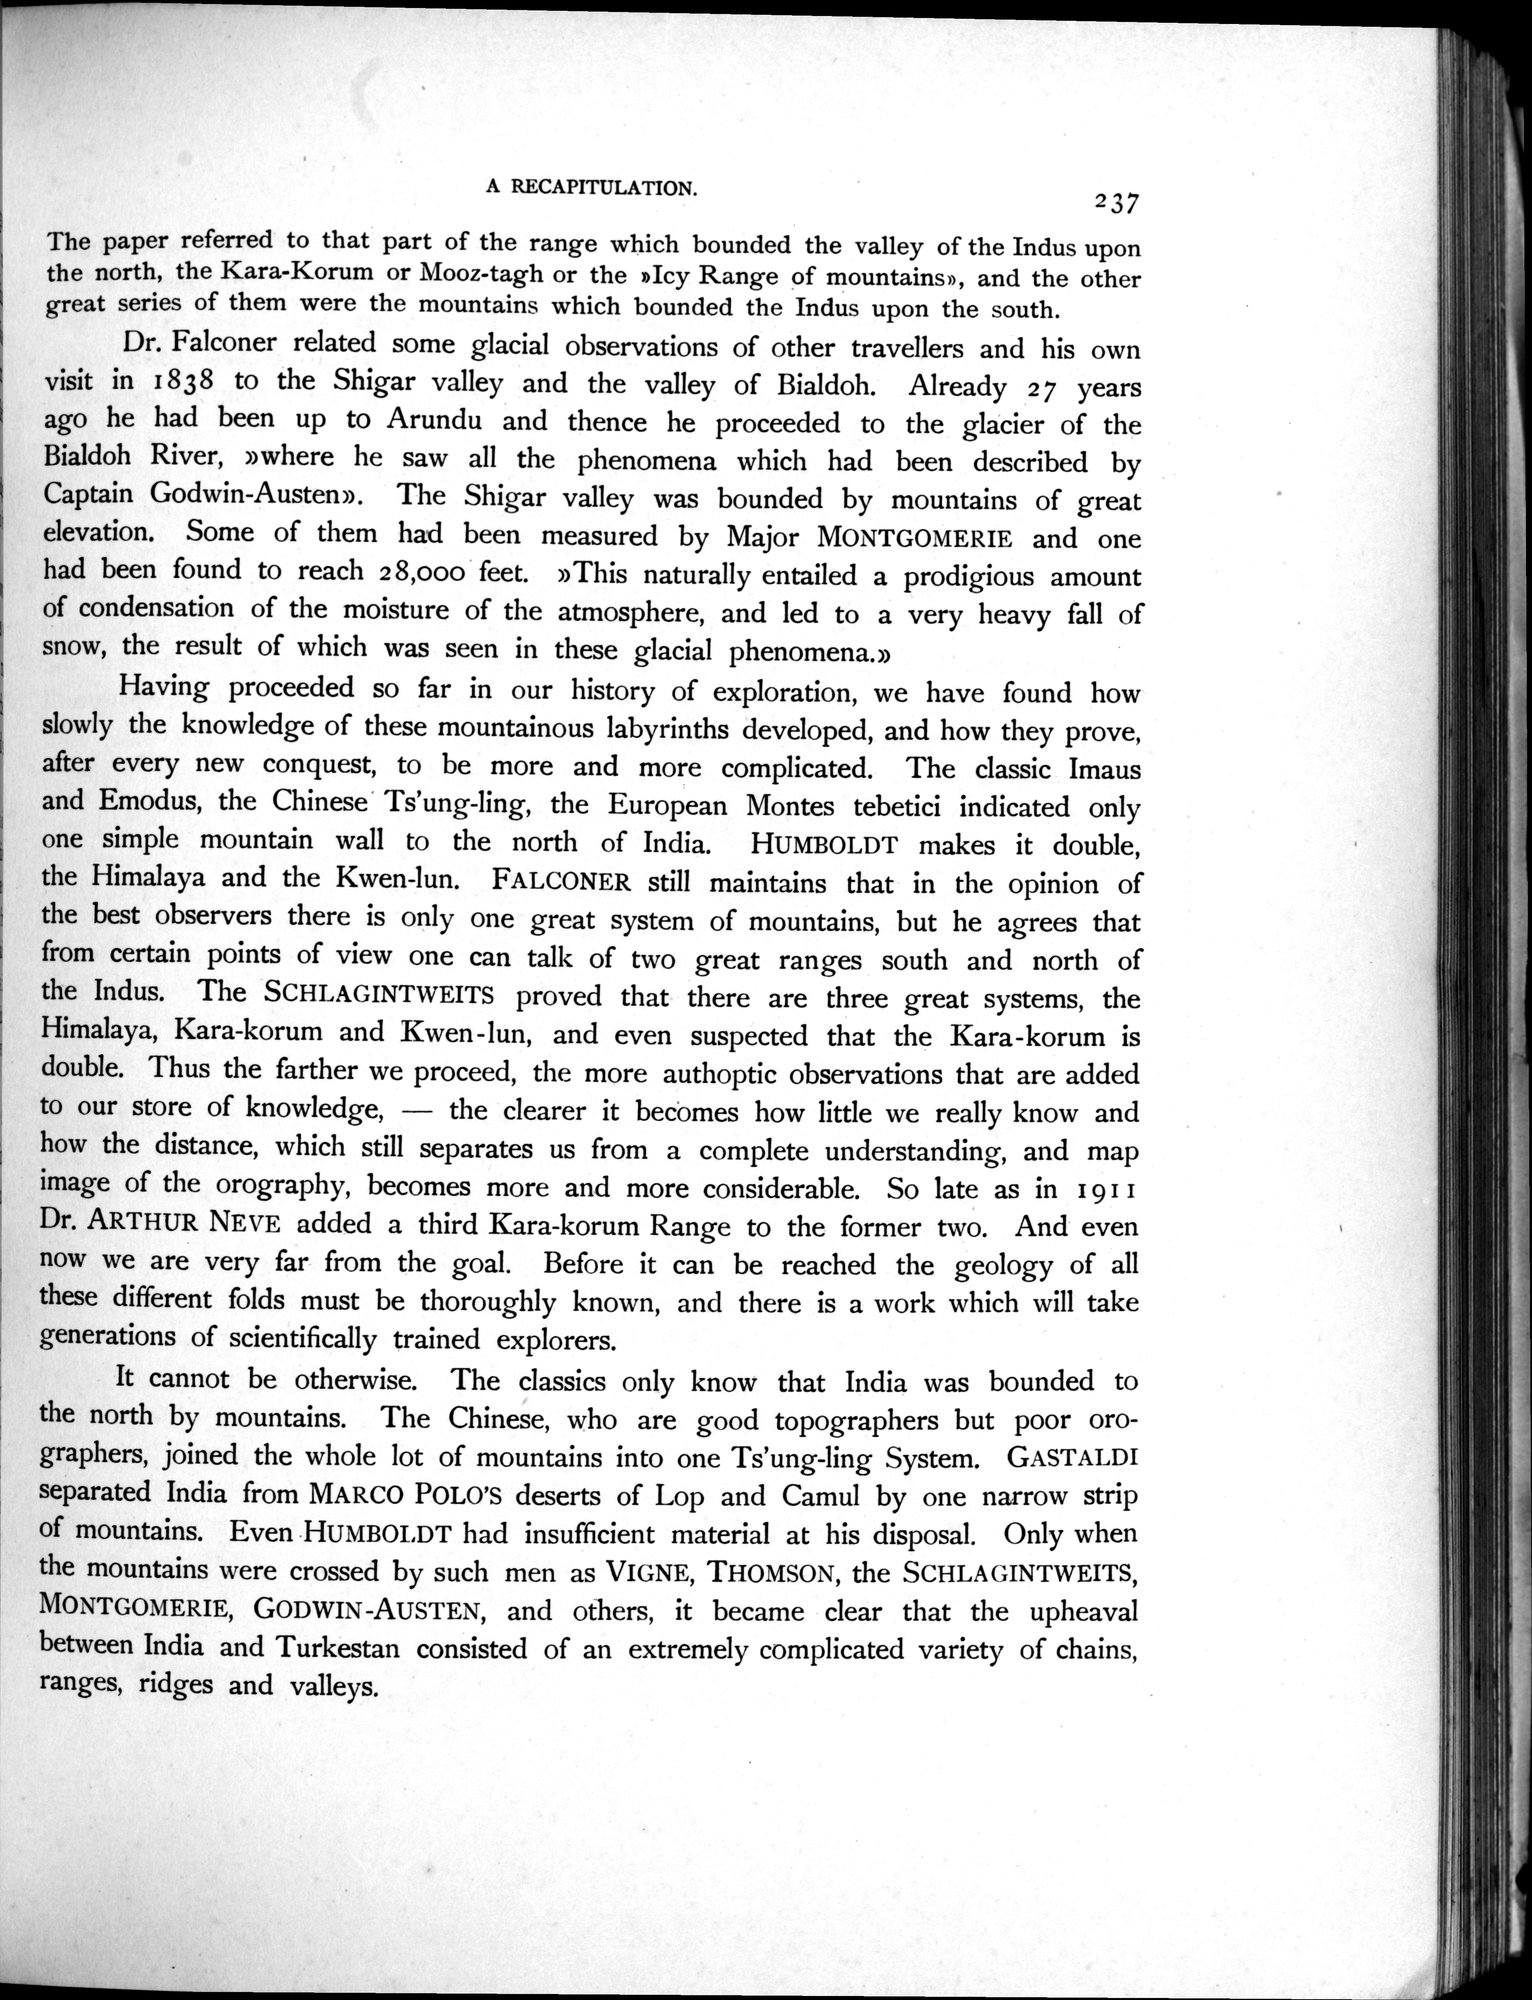 A RECAPITULATION.
237
The paper referred to that part of the range which bounded the valley of the Indus upon
the north, the Kara-Korum or Mooz-tagh or the »Icy Range of mountains», and the other
great series of them were the mountains which bounded the Indus upon the south.
Dr. Falconer related some glacial observations of other travellers and his own
visit in 1838 to the Shigar valley and the valley of Bialdoh. Already 27 years
ago he had been up to Arundu and thence he proceeded to the glacier of the
Bialdoh River, »where he saw all the phenomena which had been described by
Captain Godwin-Austen». The Shigar valley was bounded by mountains of great
elevation. Some of them had been measured by Major MONTGOMERIE and one
had been found to reach 28,000 feet. »This naturally entailed a prodigious amount
of condensation of the moisture of the atmosphere, and led to a very heavy fall of
snow, the result of which was seen in these glacial phenomena.»
Having proceeded so far in our history of exploration, we have found how
slowly the knowledge of these mountainous labyrinths developed, and how they prove,
after every new conquest, to be more and more complicated. The classic Imaus
and Emodus, the Chinese Ts'ung-ling, the European Montes tebetici indicated only
one simple mountain wall to the north of India. HUMBOLDT makes it double,
the Himalaya and the Kwen-lun. FALCONER still maintains that in the opinion of
the best observers there is only one great system of mountains, but he agrees that
from certain points of view one can talk of two great ranges south and north of
the Indus. The SCHLAGINTWEITS proved that there are three great systems, the
Himalaya, Kara-korum and Kwen-lun, and even suspected that the Kara-korum is
double. Thus the farther we proceed, the more authoptic observations that are added
to our store of knowledge, — the clearer it becomes how little we really know and
how the distance, which still separates us from a complete understanding, and map
image of the orography, becomes more and more considerable. So late as in 1911
Dr. ARTHUR NEVE added a third Kara-korum Range to the former two. And even
now we are very far from the goal. Before it can be reached the geology of all
these different folds must be thoroughly known, and there is a work which will take
generations of scientifically trained explorers.
It cannot be otherwise. The classics only know that India was bounded to
the north by mountains. The Chinese, who are good topographers but poor oro-
graphers, joined the whole lot of mountains into one Ts'ung-ling System. GASTALDI
separated India from MARCO POLO'S deserts of Lop and Camul by one narrow strip
of mountains. Even HUMBOLDT had insufficient material at his disposal. Only when
the mountains were crossed by such men as VIGNE, THOMSON, the SCHLAGINTWEITS,
MONTGOMERIE, GODWIN-AUSTEN, and others, it became clear that the upheaval
between India and Turkestan consisted of an extremely complicated variety of chains,
ranges, ridges and valleys.